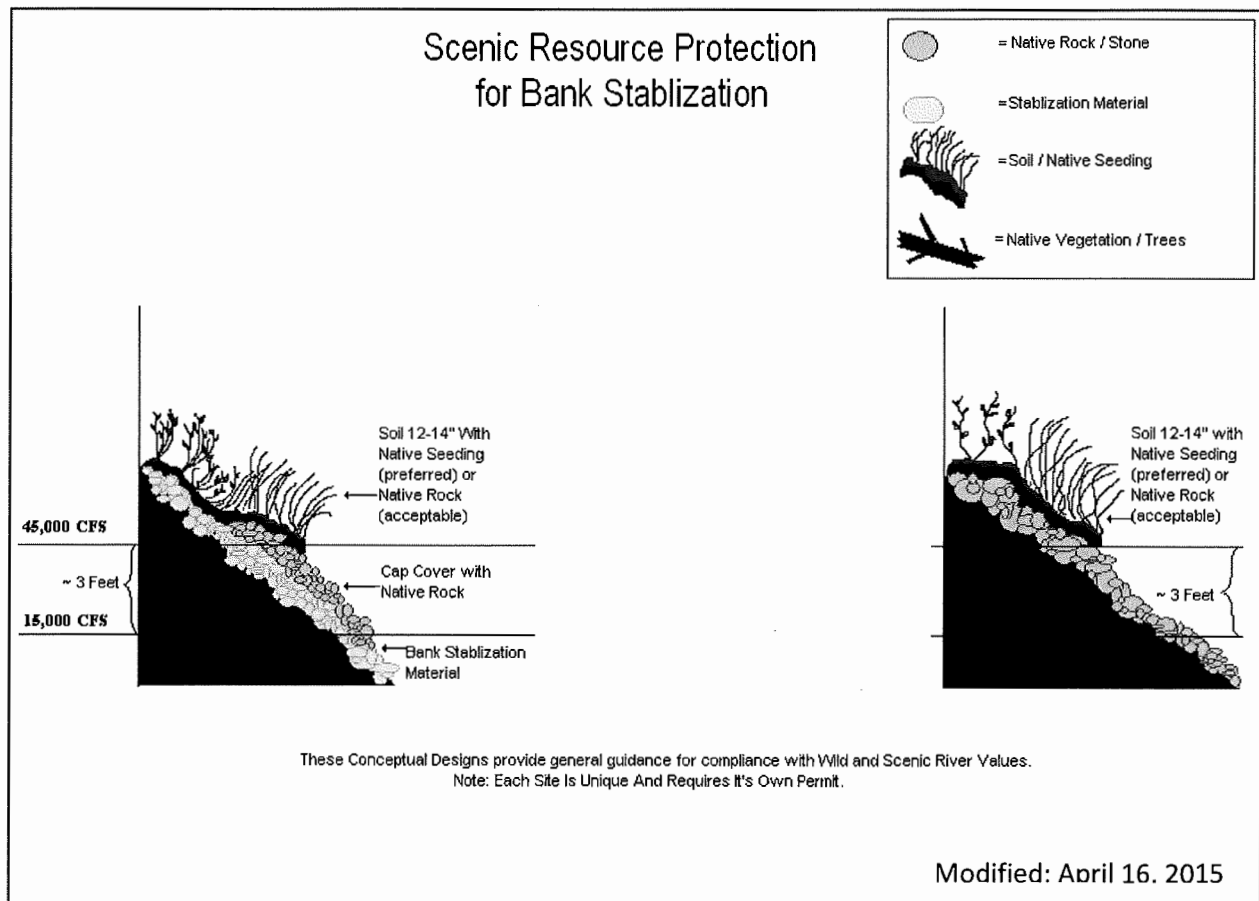 Scenic Resource Protection
for Bank Stablization
= Native Rock / Stone
=Stablization Material
=Soil / Native Seeding
= Native Vegetation / Trees
Soil 12-14" With
Native Seeding
(preferred) or
Native Rock
(acceptable)
45,000 CFS
~ 3 Feet
Cap Cover with
Native Rock
15,000 CFS
Bank Stablization
Material
Soil 12-14" with
Native Seeding
(preferred) or
Native Rock
(acceptable)
~ 3 Feet
These Conceptual Designs provide general guidance for compliance with Wild and Scenic River Values.
Note: Each Site Is Unique And Requires It's Own Permit.
Modified: April 16, 2015